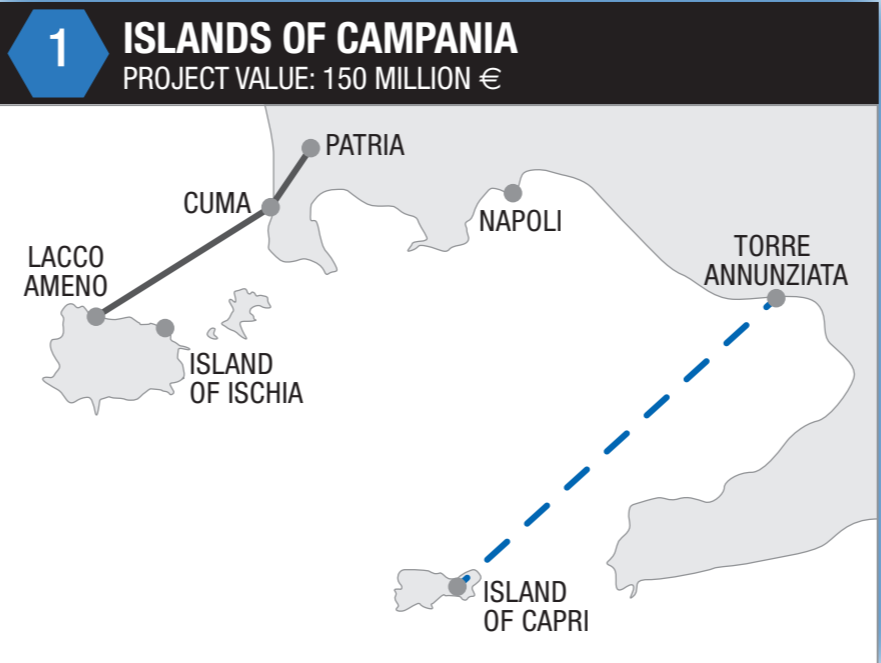 1
ISLANDS OF CAMPANIA
PROJECT VALUE: 150 MILLION €
PATRIA
CUMA
NAPOLI
LACCO
AMENO
TORRE
ANNUNZIATA
ISLAND
OF ISCHIA
ISLAND
OF CAPRI